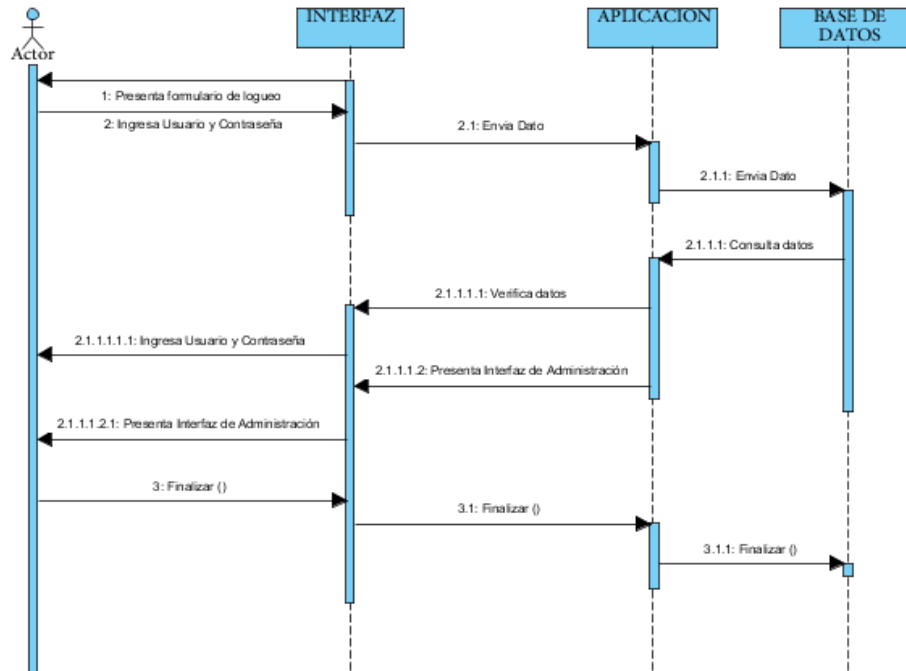 INTERFAZ
APLICACION
BASE DE
DATOS
Actor
1: Presenta formulario de logueo
2: Ingresa Usuario y Contraseña
2.1: Envia Dato
2.1.1: Envia Dato
2.1.1.1: Consulta datos
2.1.1.1.1: Verifica datos
2.1.1.1.1.1: Ingresa Usuario y Contraseña
2.1.1.1.2: Presenta Interfaz de Administración
2.1.1.1.2.1: Presenta Interfaz de Administración
3: Finalizar ()
3.1: Finalizar ()
3.1.1: Finalizar ()